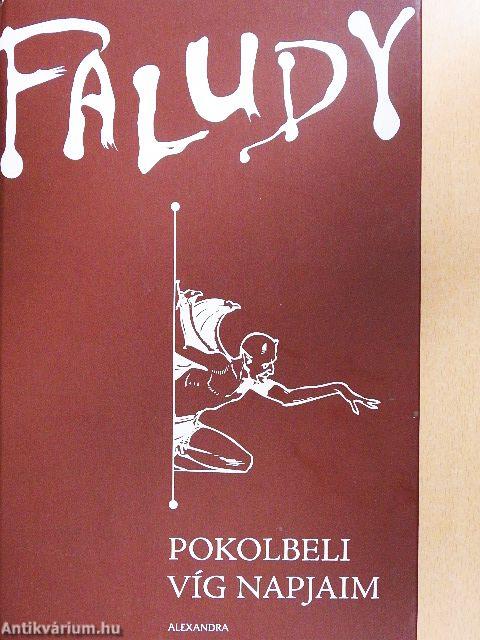 FALUDY
POKOLBELI
VÍG NAPJAIM
ALEXANDRA
Antikvárium.hu